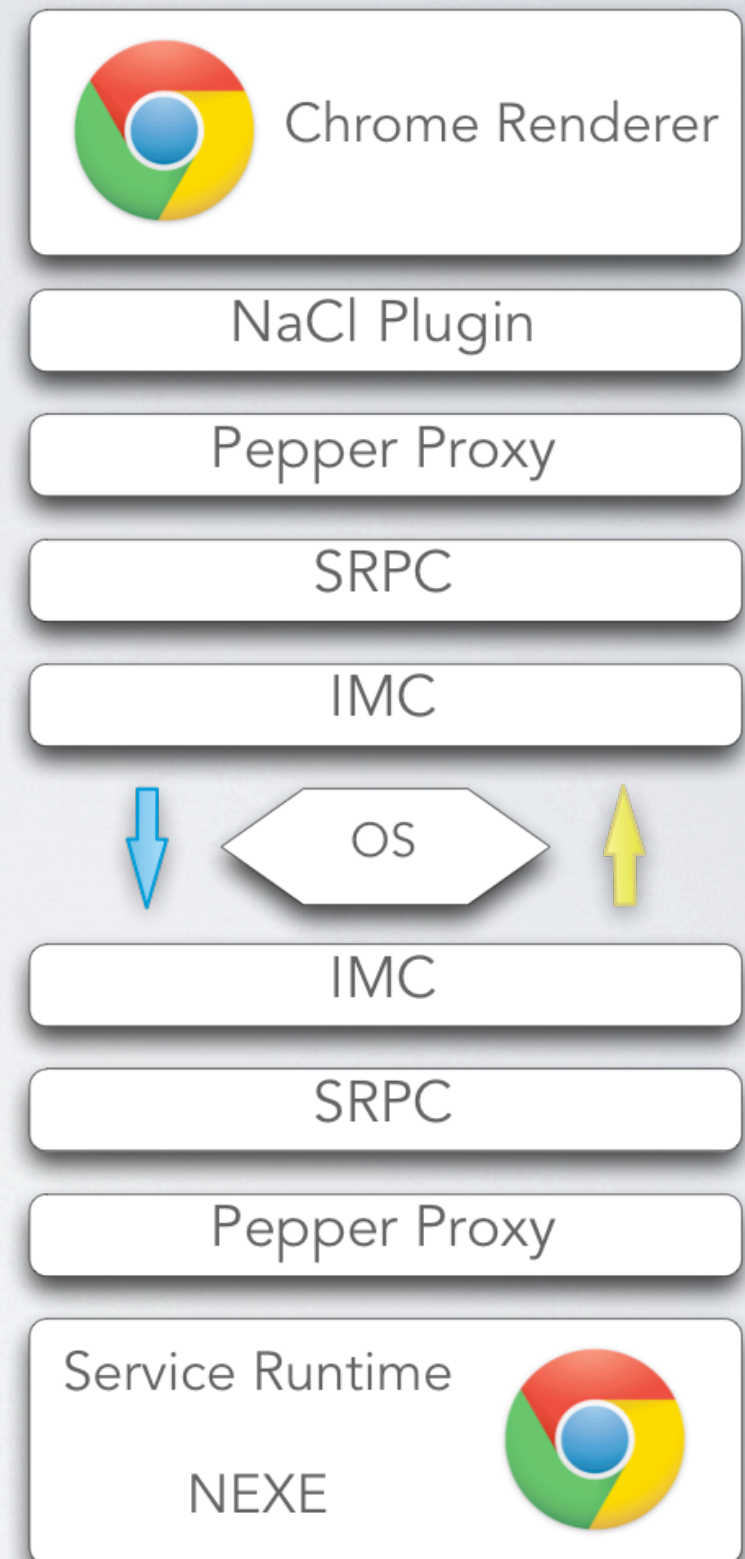 Chrome Renderer
NaCl Plugin
Pepper Proxy
SRPC
IMC
OS
IMC
SRPC
Pepper Proxy
Service Runtime
NEXE